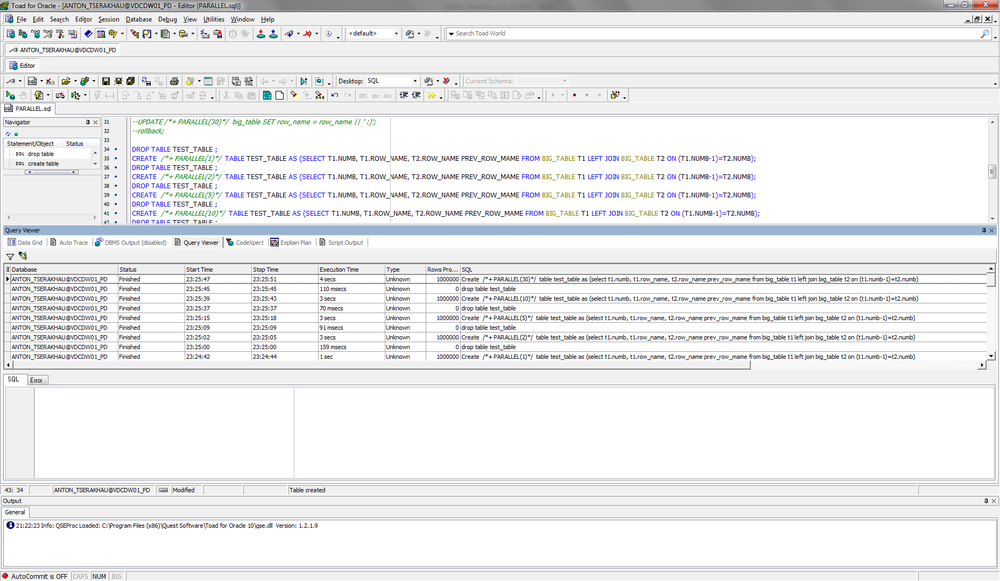 Toad for Oracle - [ANTON_TSERAKHAU@VDCDW01_PD - Editor (PARALLEL.sql)]
File Edit Search Editor Session Database Debug View Utilities Window Help
<default> Search Toad World
ANTON_TSERAKHAU@VDCDW01_PD
Editor
Desktop: SQL Current Schema:
PARALLEL.sql
Navigator
Statement/Object Status
DDL drop table
DDL create table
31 --UPDATE /*+ PARALLEL(30)*/ big_table SET row_name = row_name || ' :)';
32 --rollback;
33
34 DROP TABLE TEST_TABLE ;
35 CREATE /*+ PARALLEL(1)*/ TABLE TEST_TABLE AS (SELECT T1.NUMB, T1.ROW_NAME, T2.ROW_NAME PREV_ROW_MAME FROM BIG_TABLE T1 LEFT JOIN BIG_TABLE T2 ON (T1.NUMB-1)=T2.NUMB);
36 DROP TABLE TEST_TABLE ;
37 CREATE /*+ PARALLEL(2)*/ TABLE TEST_TABLE AS (SELECT T1.NUMB, T1.ROW_NAME, T2.ROW_NAME PREV_ROW_MAME FROM BIG_TABLE T1 LEFT JOIN BIG_TABLE T2 ON (T1.NUMB-1)=T2.NUMB);
38 DROP TABLE TEST_TABLE ;
39 CREATE /*+ PARALLEL(5)*/ TABLE TEST_TABLE AS (SELECT T1.NUMB, T1.ROW_NAME, T2.ROW_NAME PREV_ROW_MAME FROM BIG_TABLE T1 LEFT JOIN BIG_TABLE T2 ON (T1.NUMB-1)=T2.NUMB);
40 DROP TABLE TEST_TABLE ;
41 CREATE /*+ PARALLEL(10)*/ TABLE TEST_TABLE AS (SELECT T1.NUMB, T1.ROW_NAME, T2.ROW_NAME PREV_ROW_MAME FROM BIG_TABLE T1 LEFT JOIN BIG_TABLE T2 ON (T1.NUMB-1)=T2.NUMB);
42 DROP TABLE TEST_TABLE ;
Query Viewer
Data Grid Auto Trace DBMS Output (disabled) Query Viewer CodeXpert Explain Plan Script Output
Database Status Start Time Stop Time Execution Time Type Rows Pro... SQL
ANTON_TSERAKHAU@VDCDW01_PD Finished 23:25:47 23:25:51 4 secs Unknown 1000000 Create /*+ PARALLEL(30)*/ table test_table as (select t1.numb, t1.row_name, t2.row_name prev_row_mame from big_table t1 left join big_table t2 on (t1.numb-1)=t2.numb)
ANTON_TSERAKHAU@VDCDW01_PD Finished 23:25:45 23:25:45 110 msecs Unknown 0 drop table test_table
ANTON_TSERAKHAU@VDCDW01_PD Finished 23:25:39 23:25:43 3 secs Unknown 1000000 Create /*+ PARALLEL(10)*/ table test_table as (select t1.numb, t1.row_name, t2.row_name prev_row_mame from big_table t1 left join big_table t2 on (t1.numb-1)=t2.numb)
ANTON_TSERAKHAU@VDCDW01_PD Finished 23:25:37 23:25:37 70 msecs Unknown 0 drop table test_table
ANTON_TSERAKHAU@VDCDW01_PD Finished 23:25:15 23:25:18 3 secs Unknown 1000000 Create /*+ PARALLEL(5)*/ table test_table as (select t1.numb, t1.row_name, t2.row_name prev_row_mame from big_table t1 left join big_table t2 on (t1.numb-1)=t2.numb)
ANTON_TSERAKHAU@VDCDW01_PD Finished 23:25:09 23:25:09 91 msecs Unknown 0 drop table test_table
ANTON_TSERAKHAU@VDCDW01_PD Finished 23:25:02 23:25:05 3 secs Unknown 1000000 Create /*+ PARALLEL(2)*/ table test_table as (select t1.numb, t1.row_name, t2.row_name prev_row_mame from big_table t1 left join big_table t2 on (t1.numb-1)=t2.numb)
ANTON_TSERAKHAU@VDCDW01_PD Finished 23:25:00 23:25:00 159 msecs Unknown 0 drop table test_table
ANTON_TSERAKHAU@VDCDW01_PD Finished 23:24:42 23:24:44 1 sec Unknown 1000000 Create /*+ PARALLEL(1)*/ table test_table as (select t1.numb, t1.row_name, t2.row_name prev_row_mame from big_table t1 left join big_table t2 on (t1.numb-1)=t2.numb)
SQL Error
43: 34 ANTON_TSERAKHAU@VDCDW01_PD Modified Table created
Output
General
21:22:23 Info: QSEProc Loaded: C:\Program Files (x86)\Quest Software\Toad for Oracle 10\qse.dll Version: 1.2.1.9
AutoCommit is OFF CAPS NUM INS